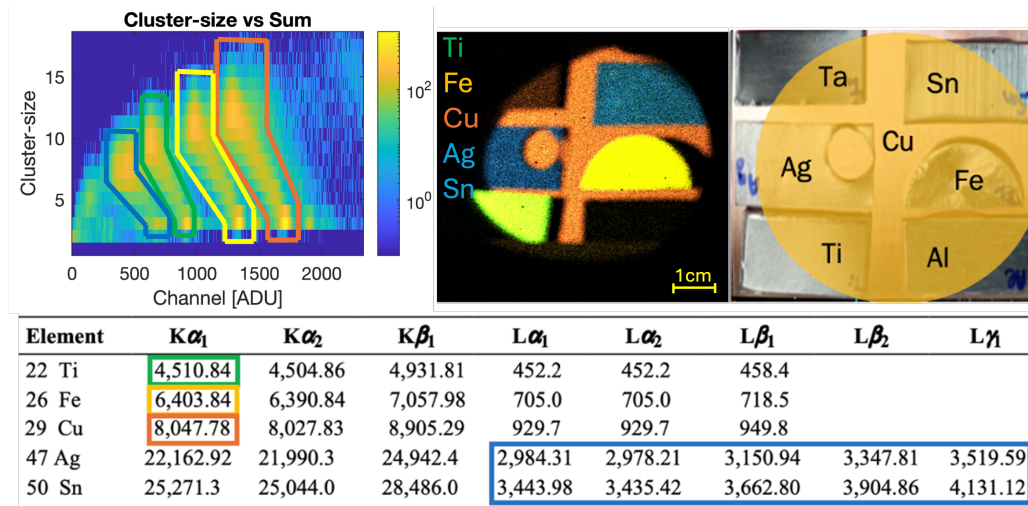 Cluster-size vs Sum
Cluster-size
15
10
5
0
500
1000
1500
2000
Channel [ADU]
10²
10⁰
Ti
Fe
Cu
Ag
Sn
1cm
Ta
Sn
Cu
Ag
Fe
Ti
Al
Element Kα₁ Kα₂ Kβ₁ Lα₁ Lα₂ Lβ₁ Lβ₂ Lγ₁
22 Ti 4,510.84 4,504.86 4,931.81 452.2 452.2 458.4
26 Fe 6,403.84 6,390.84 7,057.98 705.0 705.0 718.5
29 Cu 8,047.78 8,027.83 8,905.29 929.7 929.7 949.8
47 Ag 22,162.92 21,990.3 24,942.4 2,984.31 2,978.21 3,150.94 3,347.81 3,519.59
50 Sn 25,271.3 25,044.0 28,486.0 3,443.98 3,435.42 3,662.80 3,904.86 4,131.12